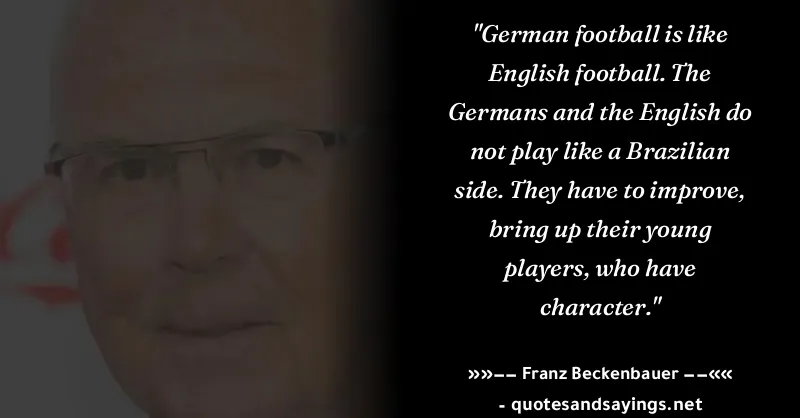 "German football is like
English football. The
Germans and the English do
not play like a Brazilian
side. They have to improve,
bring up their young
players, who have
character."
»»−− Franz Beckenbauer −−««
- quotesandsayings.net